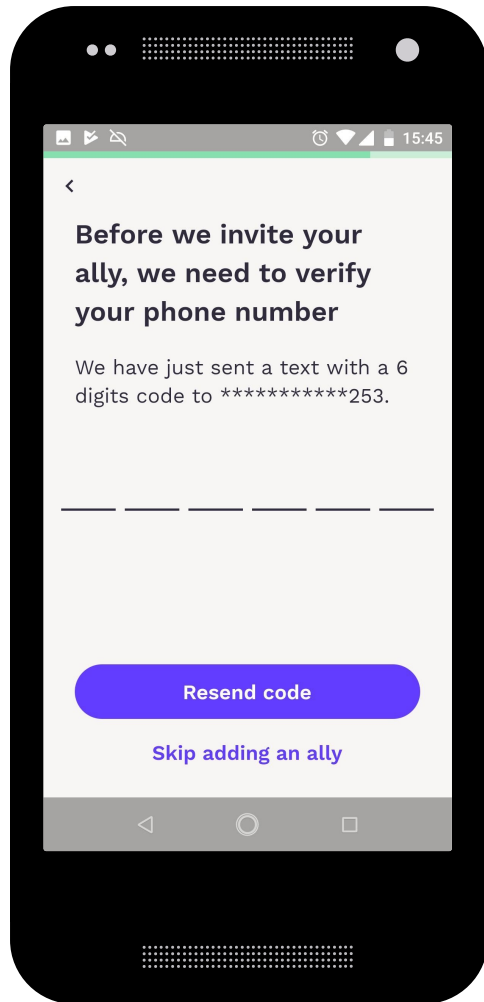 15:45
Before we invite your
ally, we need to verify
your phone number
We have just sent a text with a 6
digits code to ***********253.
Resend code
Skip adding an ally